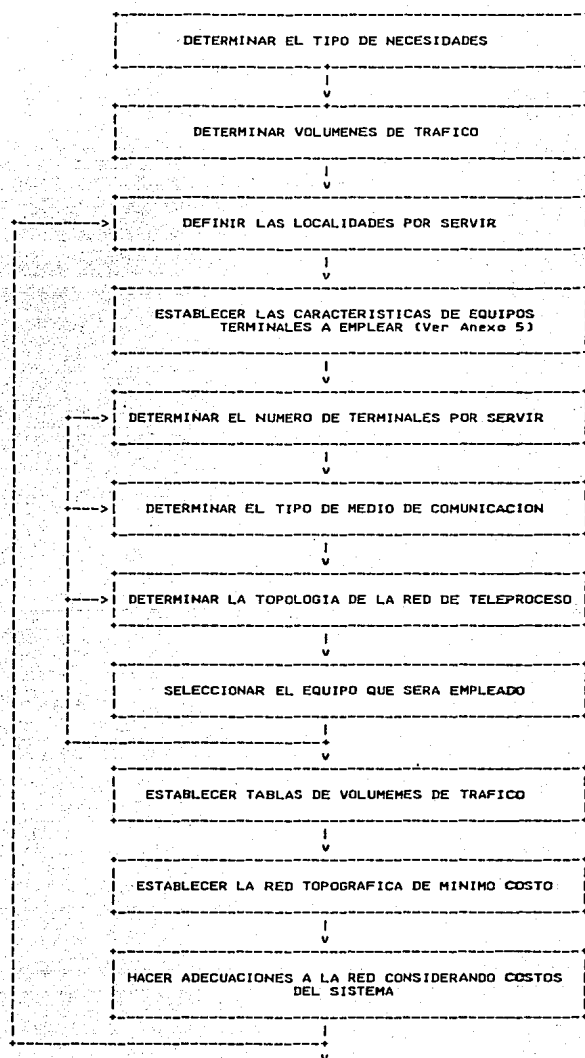 DETERMINAR EL TIPO DE NECESIDADES
DETERMINAR VOLUMENES DE TRAFICO
DEFINIR LAS LOCALIDADES POR SERVIR
ESTABLECER LAS CARACTERISTICAS DE EQUIPOS
TERMINALES A EMPLEAR (Ver Anexo 5)
DETERMINAR EL NUMERO DE TERMINALES POR SERVIR
DETERMINAR EL TIPO DE MEDIO DE COMUNICACION
DETERMINAR LA TOPOLOGIA DE LA RED DE TELEPROCESO
SELECCIONAR EL EQUIPO QUE SERA EMPLEADO
ESTABLECER TABLAS DE VOLUMEMES DE TRAFICO
ESTABLECER LA RED TOPOGRAFICA DE MINIMO COSTO
HACER ADECUACIONES A LA RED CONSIDERANDO COSTOS
DEL SISTEMA